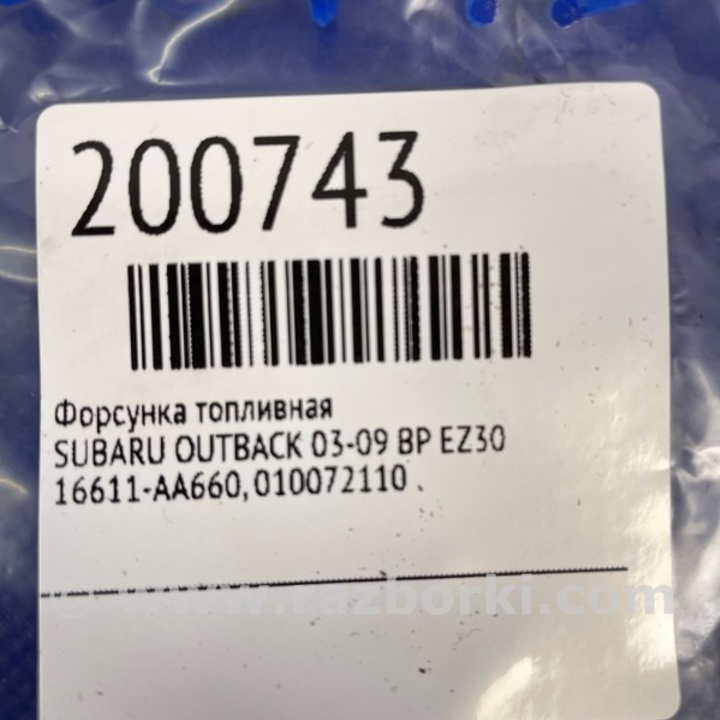 200743
Форсунка топливная
SUBARU OUTBACK 03-09 BP EZ30
16611-AA660, 010072110 .
© www.razborki.com